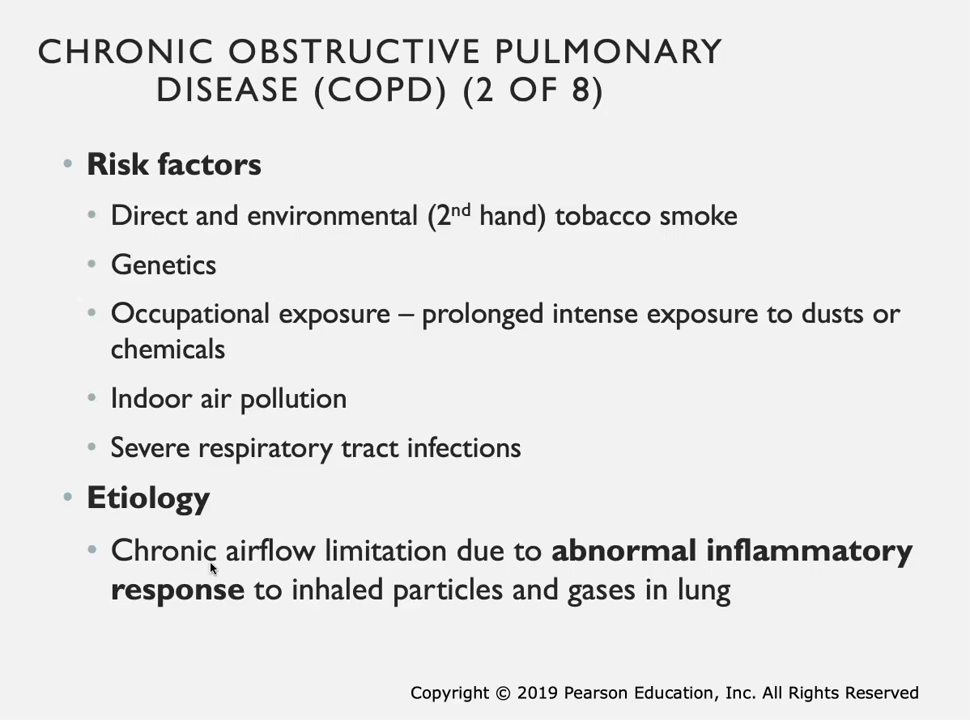 CHRONIC OBSTRUCTIVE PULMONARY
DISEASE (COPD) (2 OF 8)
• Risk factors
• Direct and environmental (2nd hand) tobacco smoke
• Genetics
• Occupational exposure – prolonged intense exposure to dusts or
chemicals
• Indoor air pollution
• Severe respiratory tract infections
• Etiology
• Chronic airflow limitation due to abnormal inflammatory
response to inhaled particles and gases in lung
Copyright © 2019 Pearson Education, Inc. All Rights Reserved